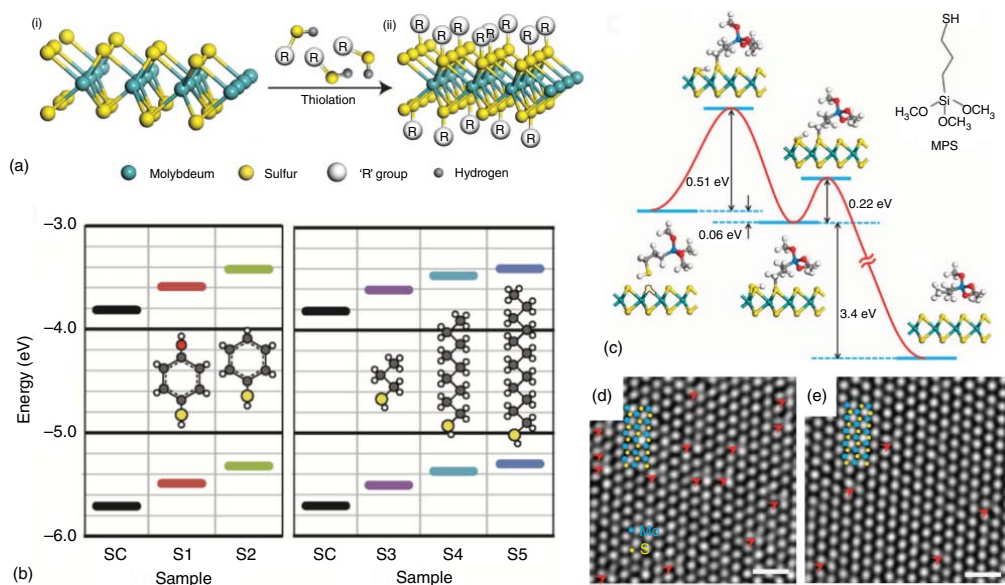 (i)
(ii)
R R R R R R
R
R
R
Thiolation
R R R R R
(a)
Molybdeum
Sulfur
R
'R' group
Hydrogen
Energy (eV)
−3.0
−4.0
−5.0
−6.0
SC S1 S2
Sample
SC S3 S4 S5
Sample
(b)
C
0.51 eV
0.06 eV
0.22 eV
3.4 eV
SH
Si
H₃CO
OCH₃
OCH₃
MPS
(c)
(d)
Mo
S
(e)